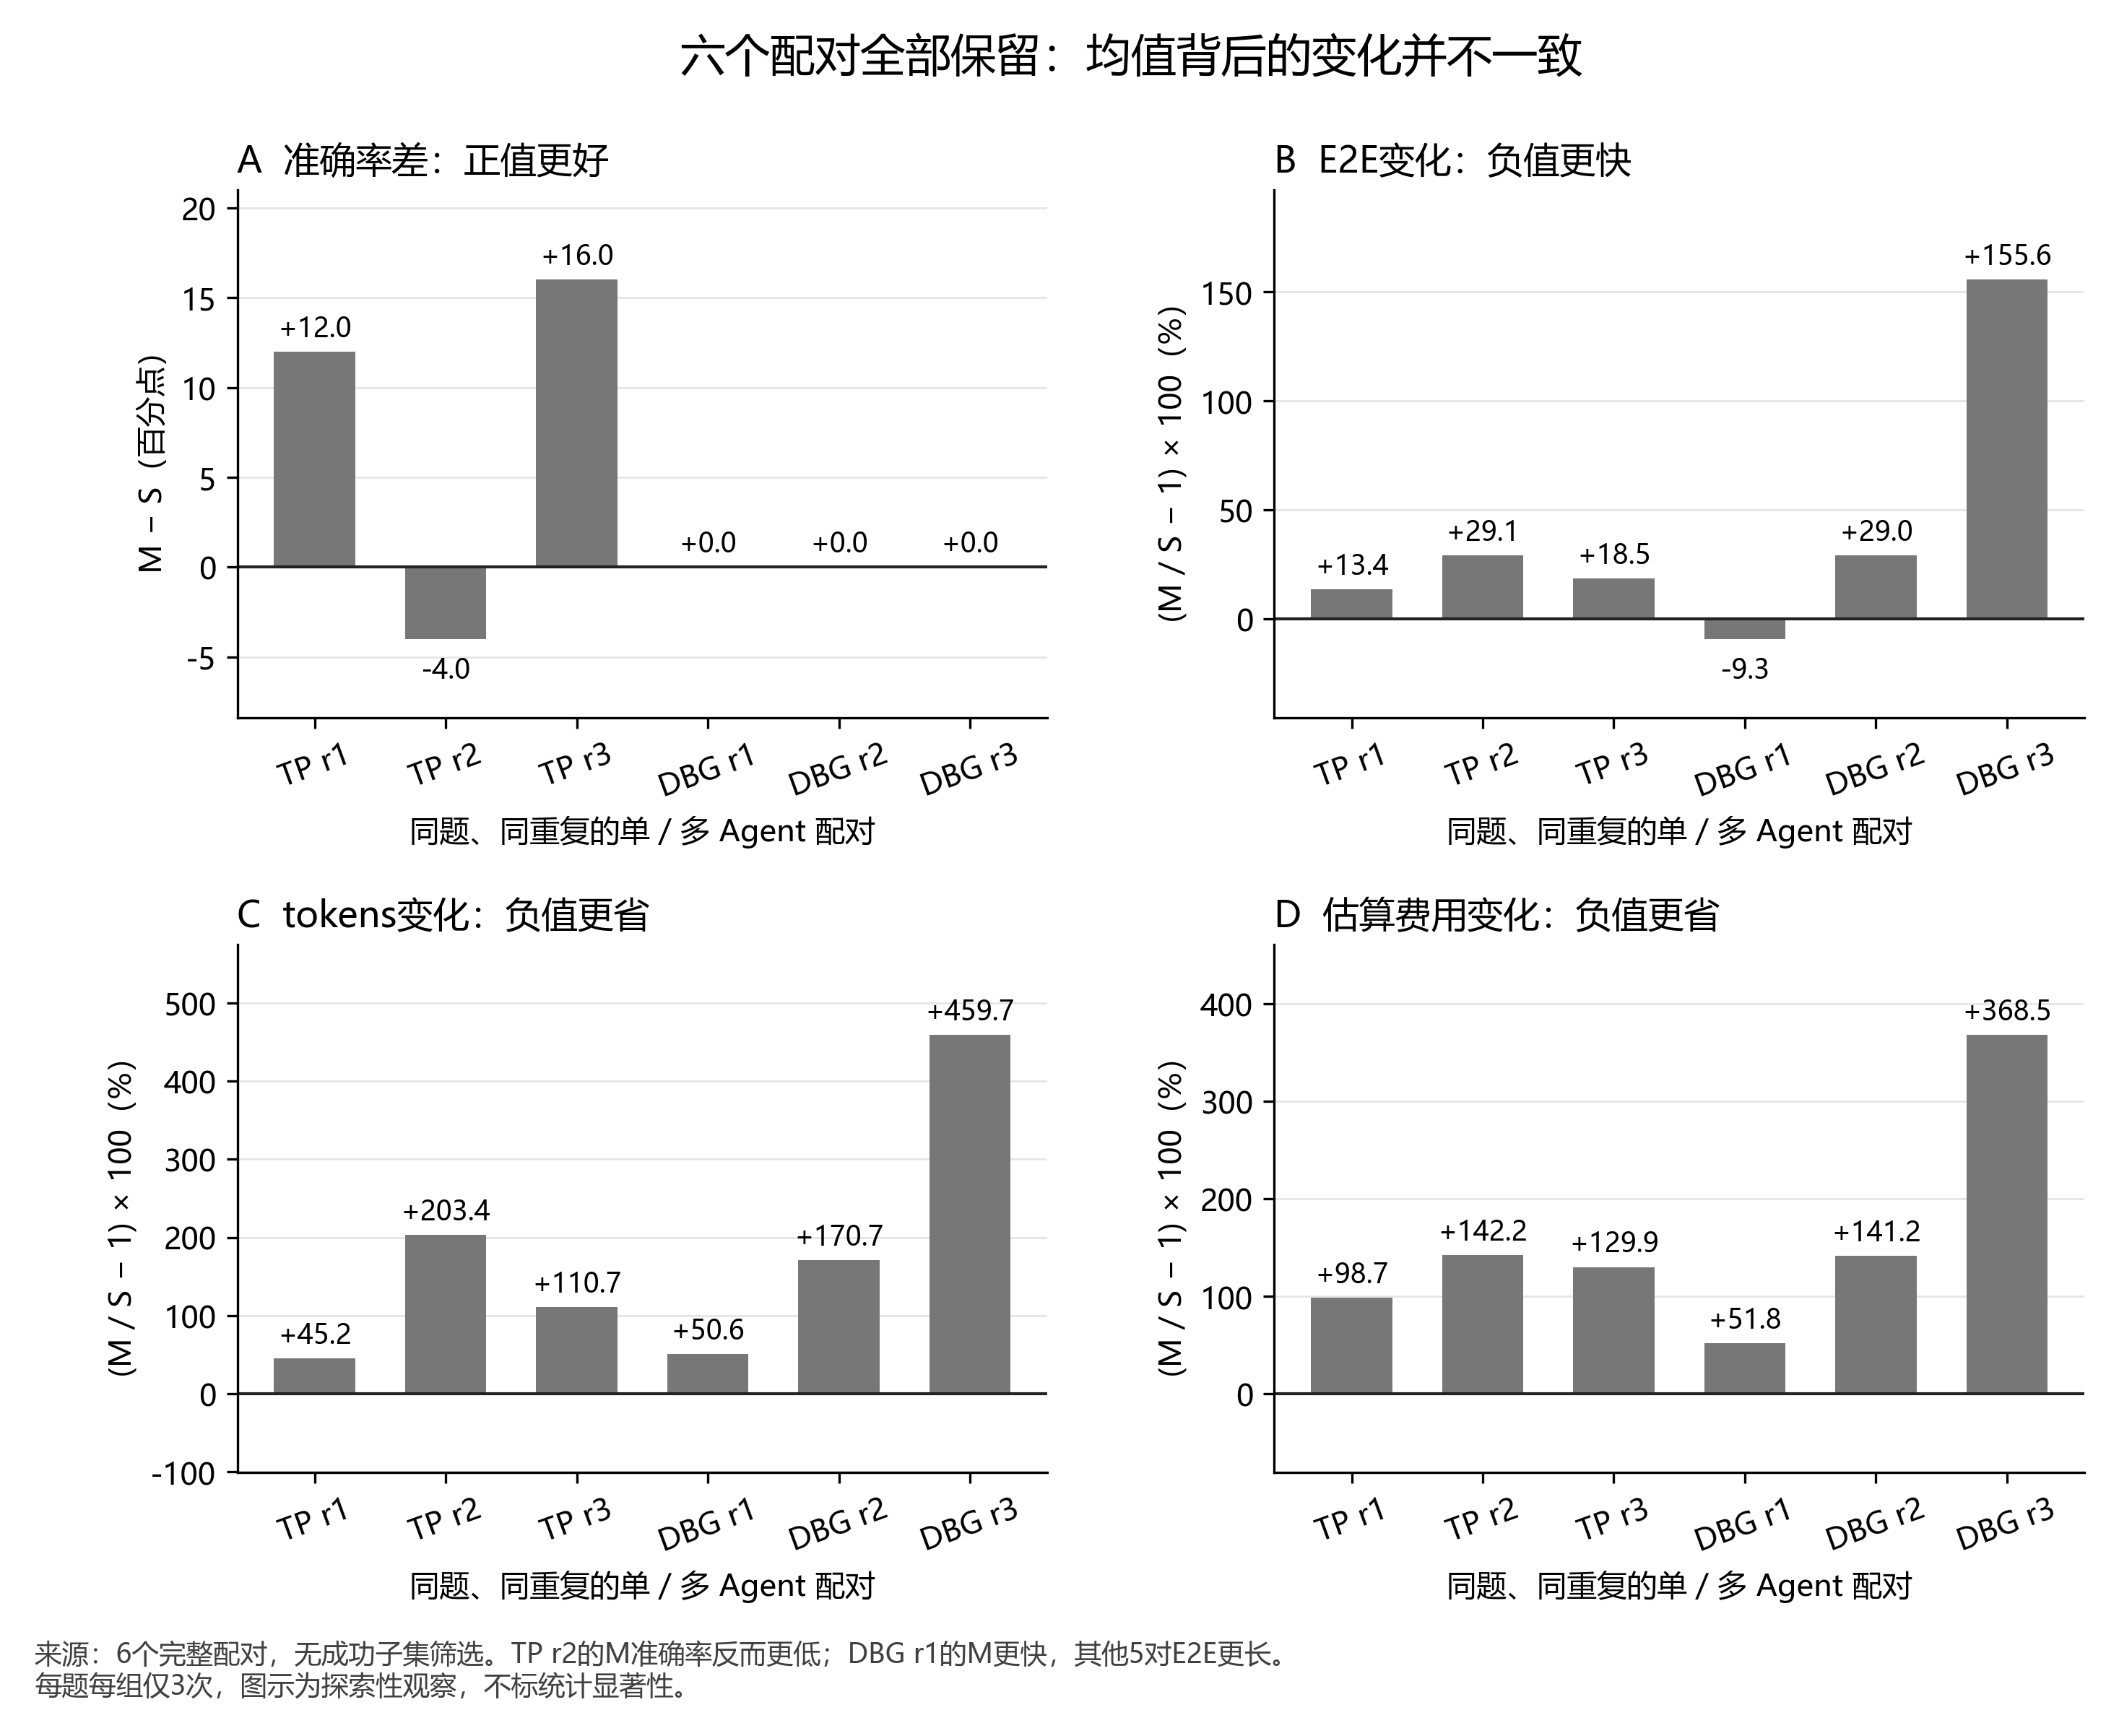 六个配对全部保留：均值背后的变化并不一致
A 准确率差：正值更好
M − S（百分点）
20
15
10
5
0
-5
+12.0
-4.0
+16.0
+0.0
+0.0
+0.0
TP r1
TP r2
TP r3
DBG r1
DBG r2
DBG r3
同题、同重复的单 / 多 Agent 配对
B E2E变化：负值更快
(M / S − 1) × 100（%）
150
100
50
0
+13.4
+29.1
+18.5
-9.3
+29.0
+155.6
TP r1
TP r2
TP r3
DBG r1
DBG r2
DBG r3
同题、同重复的单 / 多 Agent 配对
C tokens变化：负值更省
(M / S − 1) × 100（%）
500
400
300
200
100
0
-100
+45.2
+203.4
+110.7
+50.6
+170.7
+459.7
TP r1
TP r2
TP r3
DBG r1
DBG r2
DBG r3
同题、同重复的单 / 多 Agent 配对
D 估算费用变化：负值更省
(M / S − 1) × 100（%）
400
300
200
100
0
+98.7
+142.2
+129.9
+51.8
+141.2
+368.5
TP r1
TP r2
TP r3
DBG r1
DBG r2
DBG r3
同题、同重复的单 / 多 Agent 配对
来源：6个完整配对，无成功子集筛选。TP r2的M准确率反而更低；DBG r1的M更快，其他5对E2E更长。
每题每组仅3次，图示为探索性观察，不标统计显著性。